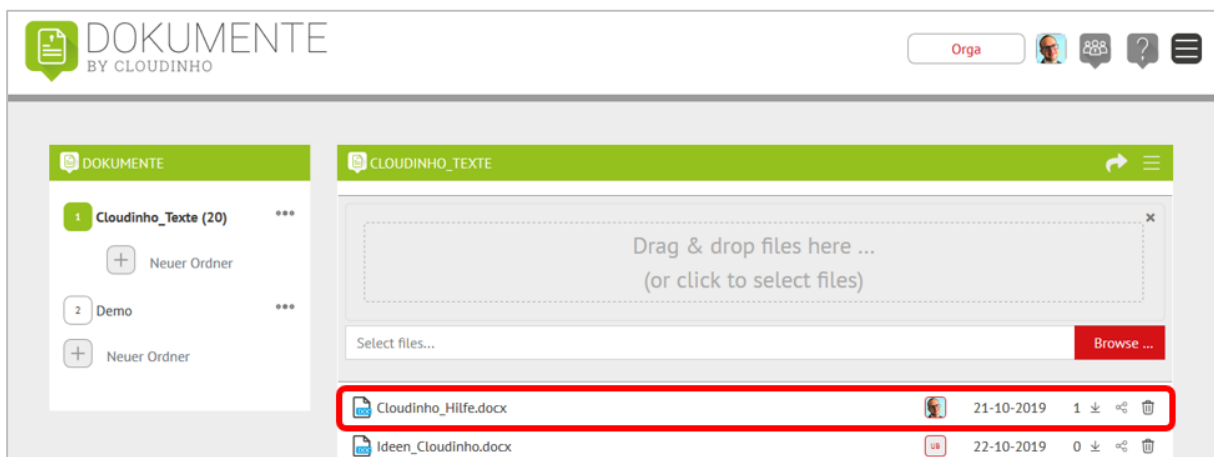 DOKUMENTE
BY CLOUDINHO
Orga
DOKUMENTE
1 Cloudinho_Texte (20)
Neuer Ordner
2 Demo
Neuer Ordner
CLOUDINHO_TEXTE
Drag & drop files here ...
(or click to select files)
Select files...
Browse ...
Cloudinho_Hilfe.docx 21-10-2019 1
Ideen_Cloudinho.docx UB 22-10-2019 0